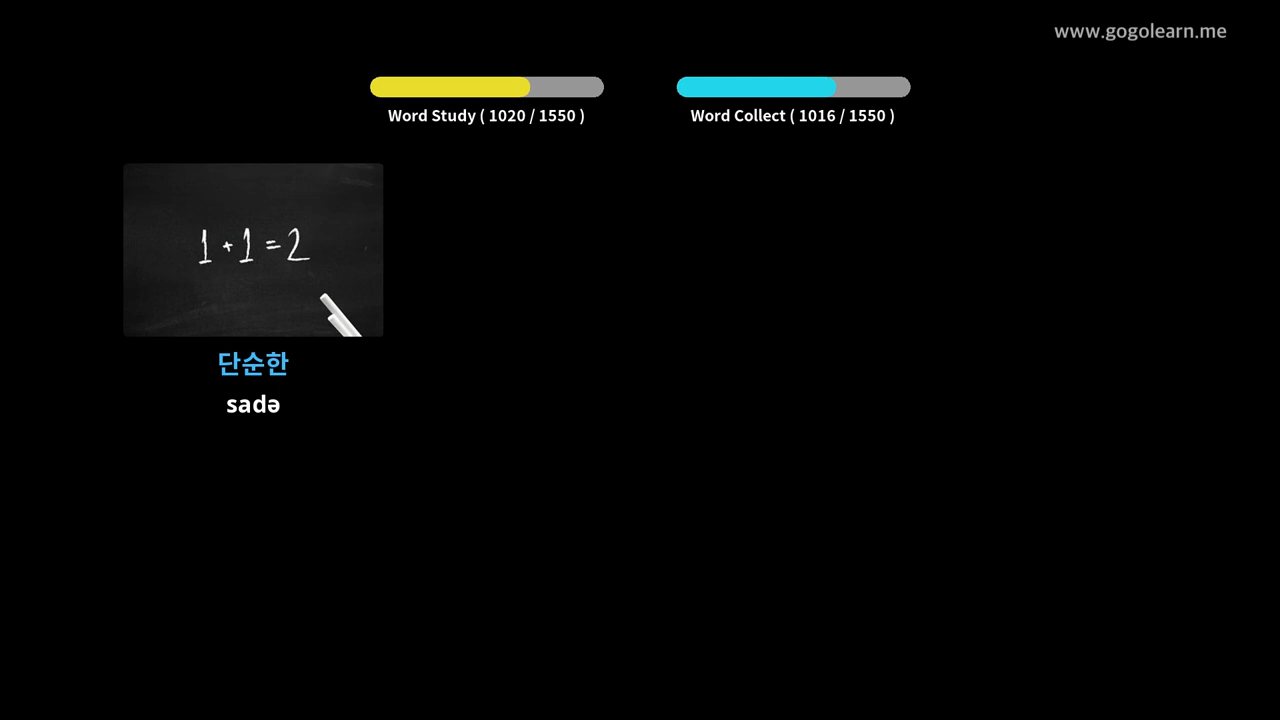 www.gogolearn.me
Word Study ( 1020 / 1550 )
Word Collect ( 1016 / 1550 )
1 + 1 = 2
단순한
sadə